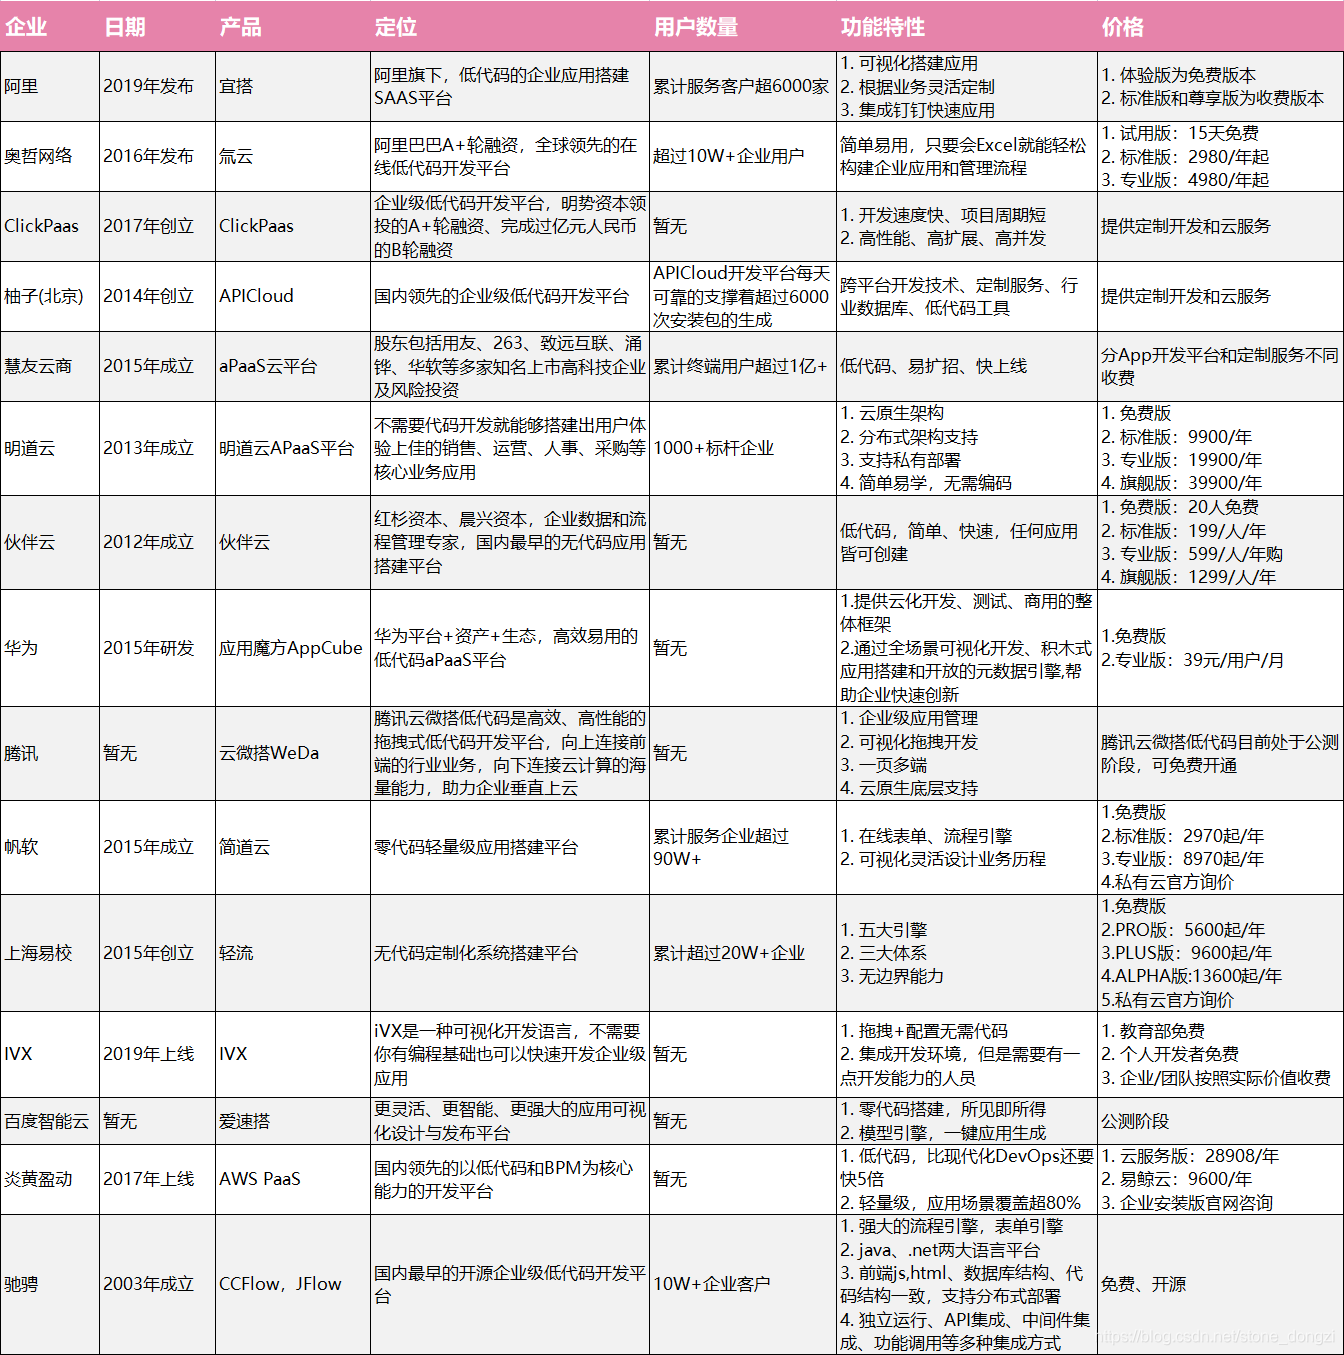 企业 日期 产品 定位 用户数量 功能特性 价格
阿里
2019年发布
宜搭
阿里旗下，低代码的企业应用搭建
SAAS平台
累计服务客户超6000家
1. 可视化搭建应用
2. 根据业务灵活定制
3. 集成钉钉快速应用
1. 体验版为免费版本
2. 标准版和尊享版为收费版本
奥哲网络
2016年发布
氚云
阿里巴巴A+轮融资，全球领先的在
线低代码开发平台
超过10W+企业用户
简单易用，只要会Excel就能轻松
构建企业应用和管理流程
1. 试用版：15天免费
2. 标准版：2980/年起
3. 专业版：4980/年起
ClickPaas
2017年创立
ClickPaas
企业级低代码开发平台，明势资本领
投的A+轮融资、完成过亿元人民币
的B轮融资
暂无
1. 开发速度快、项目周期短
2. 高性能、高扩展、高并发
提供定制开发和云服务
柚子(北京)
2014年创立
APICloud
国内领先的企业级低代码开发平台
APICloud开发平台每天
可靠的支撑着超过6000
次安装包的生成
跨平台开发技术、定制服务、行
业数据库、低代码工具
提供定制开发和云服务
慧友云商
2015年成立
aPaaS云平台
股东包括用友、263、致远互联、涌
铧、华软等多家知名上市高科技企业
及风险投资
累计终端用户超过1亿+
低代码、易扩招、快上线
分App开发平台和定制服务不同
收费
明道云
2013年成立
明道云APaaS平台
不需要代码开发就能够搭建出用户体
验上佳的销售、运营、人事、采购等
核心业务应用
1000+标杆企业
1. 云原生架构
2. 分布式架构支持
3. 支持私有部署
4. 简单易学，无需编码
1. 免费版
2. 标准版：9900/年
3. 专业版：19900/年
4. 旗舰版：39900/年
伙伴云
2012年成立
伙伴云
红杉资本、晨兴资本，企业数据和流
程管理专家，国内最早的无代码应用
搭建平台
暂无
低代码，简单、快速，任何应用
皆可创建
1. 免费版：20人免费
2. 标准版：199/人/年
3. 专业版：599/人/年购
4. 旗舰版：1299/人/年
华为
2015年研发
应用魔方AppCube
华为平台+资产+生态，高效易用的
低代码aPaaS平台
暂无
1.提供云化开发、测试、商用的整
体框架
2.通过全场景可视化开发、积木式
应用搭建和开放的元数据引擎,帮
助企业快速创新
1.免费版
2.专业版：39元/用户/月
腾讯
暂无
云微搭WeDa
腾讯云微搭低代码是高效、高性能的
拖拽式低代码开发平台，向上连接前
端的行业业务，向下连接云计算的海
量能力，助力企业垂直上云
暂无
1. 企业级应用管理
2. 可视化拖拽开发
3. 一页多端
4. 云原生底层支持
腾讯云微搭低代码目前处于公测
阶段，可免费开通
帆软
2015年成立
简道云
零代码轻量级应用搭建平台
累计服务企业超过
90W+
1. 在线表单、流程引擎
2. 可视化灵活设计业务历程
1.免费版
2.标准版：2970起/年
3.专业版：8970起/年
4.私有云官方询价
上海易校
2015年创立
轻流
无代码定制化系统搭建平台
累计超过20W+企业
1. 五大引擎
2. 三大体系
3. 无边界能力
1.免费版
2.PRO版：5600起/年
3.PLUS版：9600起/年
4.ALPHA版:13600起/年
5.私有云官方询价
IVX
2019年上线
IVX
iVX是一种可视化开发语言，不需要
你有编程基础也可以快速开发企业级
应用
暂无
1. 拖拽+配置无需代码
2. 集成开发环境，但是需要有一
点开发能力的人员
1. 教育部免费
2. 个人开发者免费
3. 企业/团队按照实际价值收费
百度智能云
暂无
爱速搭
更灵活、更智能、更强大的应用可视
化设计与发布平台
暂无
1. 零代码搭建，所见即所得
2. 模型引擎，一键应用生成
公测阶段
炎黄盈动
2017年上线
AWS PaaS
国内领先的以低代码和BPM为核心
能力的开发平台
暂无
1. 低代码，比现代化DevOps还要
快5倍
2. 轻量级，应用场景覆盖超80%
1. 云服务版：28908/年
2. 易鲸云：9600/年
3. 企业安装版官网咨询
驰骋
2003年成立
CCFlow，JFlow
国内最早的开源企业级低代码开发平
台
10W+企业客户
1. 强大的流程引擎，表单引擎
2. java、.net两大语言平台
3. 前端js,html、数据库结构、代
码结构一致，支持分布式部署
4. 独立运行、API集成、中间件集
成、功能调用等多种集成方式
免费、开源
https://blog.csdn.net/stone_dongzi